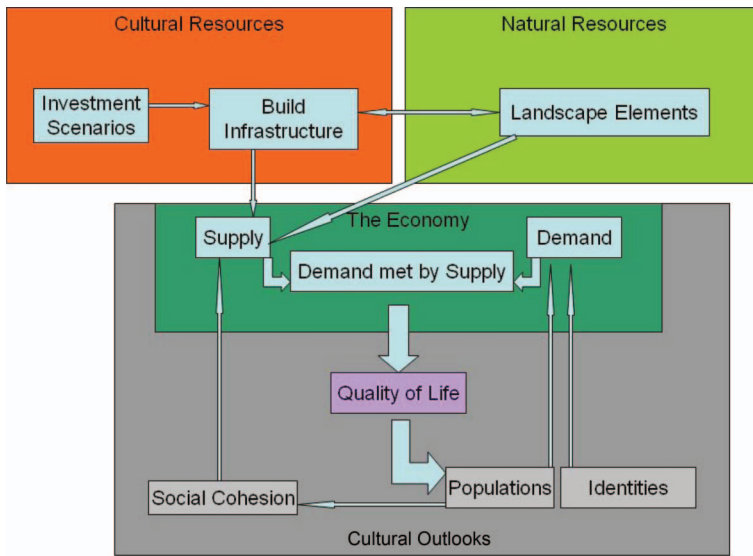 Cultural Resources
Natural Resources
Investment
Scenarios
Build
Infrastructure
Landscape Elements
The Economy
Supply
Demand
Demand met by Supply
Quality of Life
Social Cohesion
Populations
Identities
Cultural Outlooks